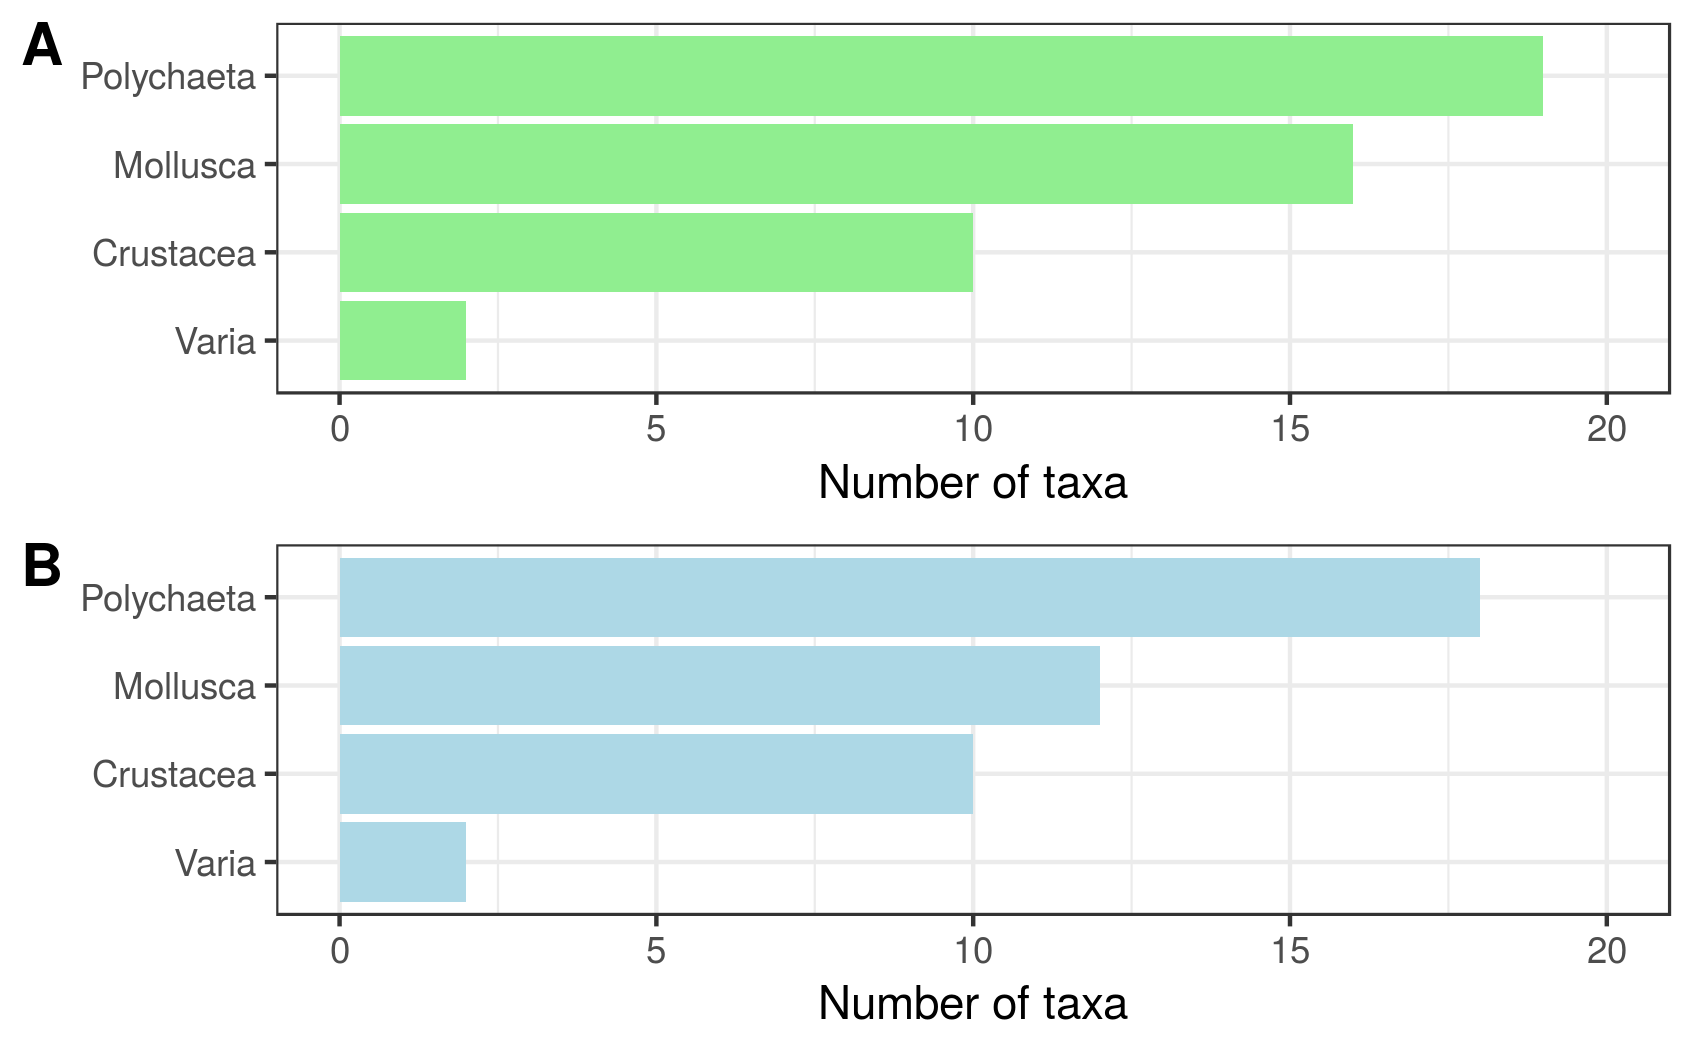 A
Polychaeta
Mollusca
Crustacea
Varia
0 5 10 15 20
Number of taxa
B
Polychaeta
Mollusca
Crustacea
Varia
0 5 10 15 20
Number of taxa